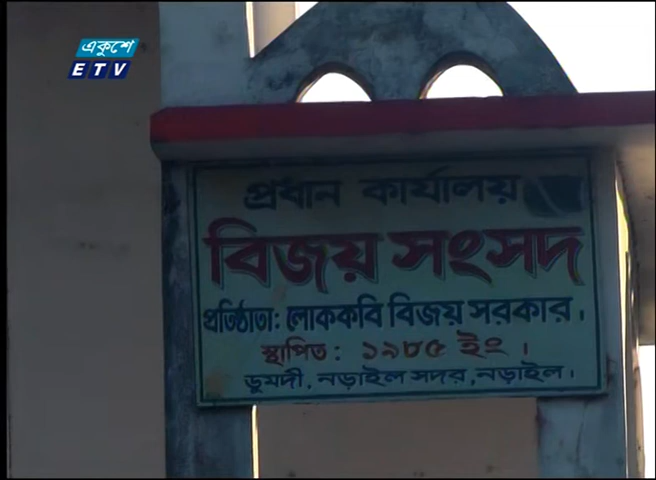 একুশে
ETV
প্রধান কার্যালয়
বিজয় সংসদ
প্রতিষ্ঠাতা: লোককবি বিজয় সরকার।
স্থাপিত : ১৯৮৫ ইং ।
ডুমদী, নড়াইল সদর, নড়াইল।